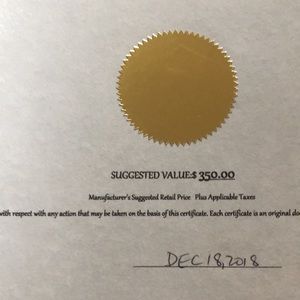 SUGGESTED VALUE:$ 350.00
Manufacturer's Suggested Retail Price Plus Applicable Taxes
with respect with any action that may be taken on the basis of this certificate. Each certificate is an original do
DEC 18, 2018